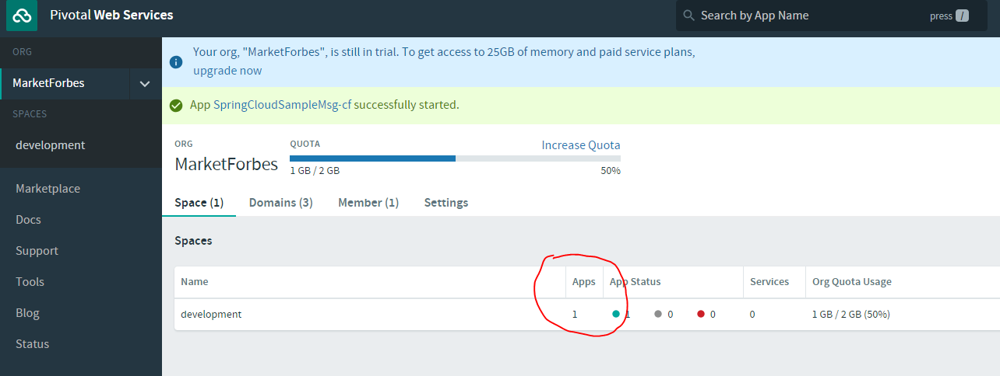 Pivotal Web Services
Search by App Name
press /
ORG
MarketForbes
SPACES
development
Marketplace
Docs
Support
Tools
Blog
Status
Your org, "MarketForbes", is still in trial. To get access to 25GB of memory and paid service plans,
upgrade now
App SpringCloudSampleMsg-cf successfully started.
ORG
MarketForbes
QUOTA
Increase Quota
1 GB / 2 GB
50%
Space (1) Domains (3) Member (1) Settings
Spaces
Name Apps App Status Services Org Quota Usage
development 1 1 0 0 0 1 GB / 2 GB (50%)